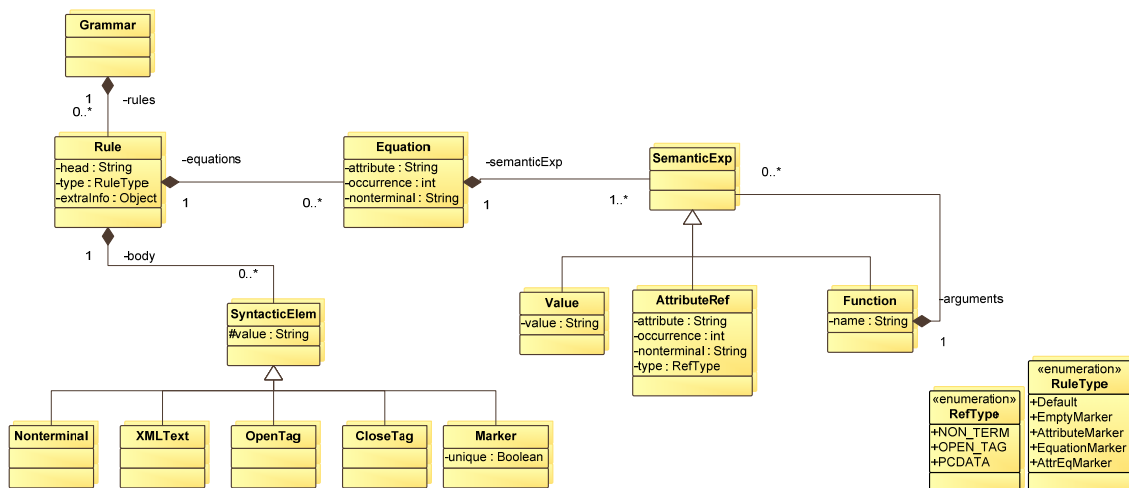 Grammar
1
-rules
0..*
Rule
-head : String
-type : RuleType
-extraInfo : Object
-equations
1
0..*
Equation
-attribute : String
-occurrence : int
-nonterminal : String
-semanticExp
1
1..*
SemanticExp
0..*
1
-body
0..*
SyntacticElem
#value : String
Value
-value : String
AttributeRef
-attribute : String
-occurrence : int
-nonterminal : String
-type : RefType
Function
-name : String
-arguments
1
Nonterminal
XMLText
OpenTag
CloseTag
Marker
-unique : Boolean
«enumeration»
RefType
+NON_TERM
+OPEN_TAG
+PCDATA
«enumeration»
RuleType
+Default
+EmptyMarker
+AttributeMarker
+EquationMarker
+AttrEqMarker